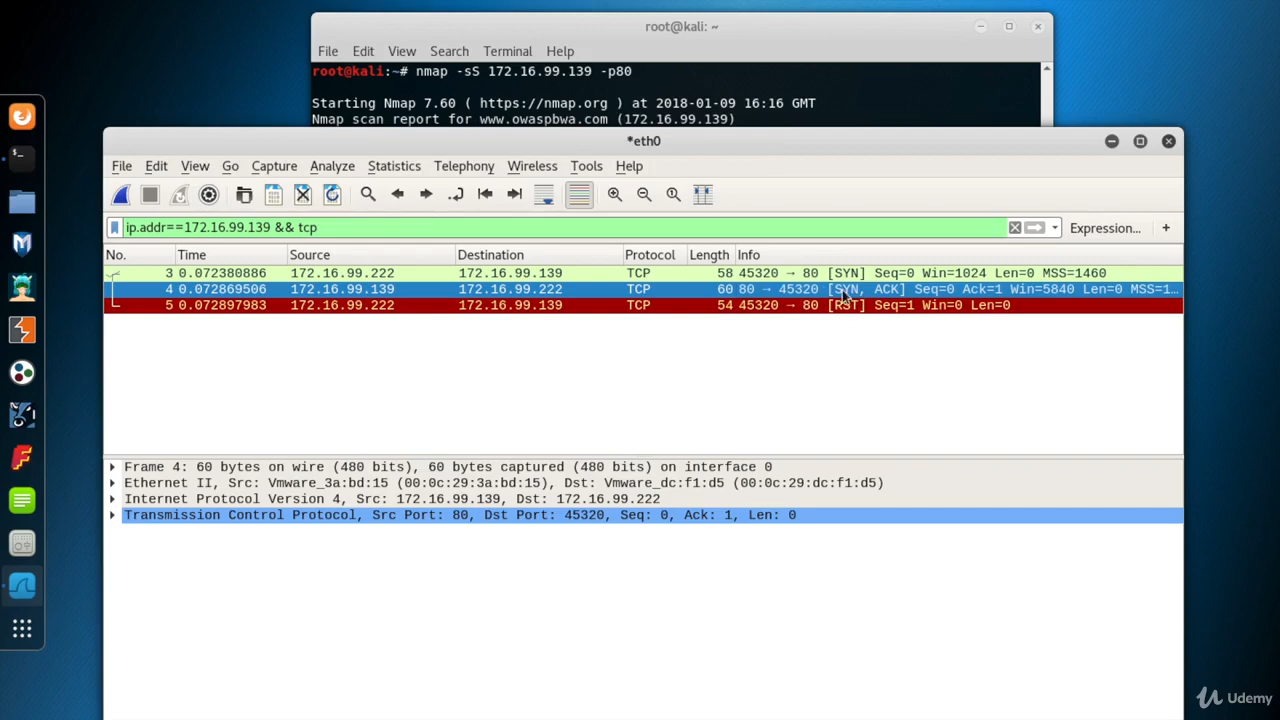 root@kali: ~
File Edit View Search Terminal Help
root@kali:~# nmap -sS 172.16.99.139 -p80
Starting Nmap 7.60 ( https://nmap.org ) at 2018-01-09 16:16 GMT
Nmap scan report for www.owaspbwa.com (172.16.99.139)
*eth0
File Edit View Go Capture Analyze Statistics Telephony Wireless Tools Help
ip.addr==172.16.99.139 && tcp Expression... +
No. Time Source Destination Protocol Length Info
3 0.072380886 172.16.99.222 172.16.99.139 TCP 58 45320 → 80 [SYN] Seq=0 Win=1024 Len=0 MSS=1460
4 0.072869506 172.16.99.139 172.16.99.222 TCP 60 80 → 45320 [SYN, ACK] Seq=0 Ack=1 Win=5840 Len=0 MSS=1…
5 0.072897983 172.16.99.222 172.16.99.139 TCP 54 45320 → 80 [RST] Seq=1 Win=0 Len=0
Frame 4: 60 bytes on wire (480 bits), 60 bytes captured (480 bits) on interface 0
Ethernet II, Src: Vmware_3a:bd:15 (00:0c:29:3a:bd:15), Dst: Vmware_dc:f1:d5 (00:0c:29:dc:f1:d5)
Internet Protocol Version 4, Src: 172.16.99.139, Dst: 172.16.99.222
Transmission Control Protocol, Src Port: 80, Dst Port: 45320, Seq: 0, Ack: 1, Len: 0
Udemy